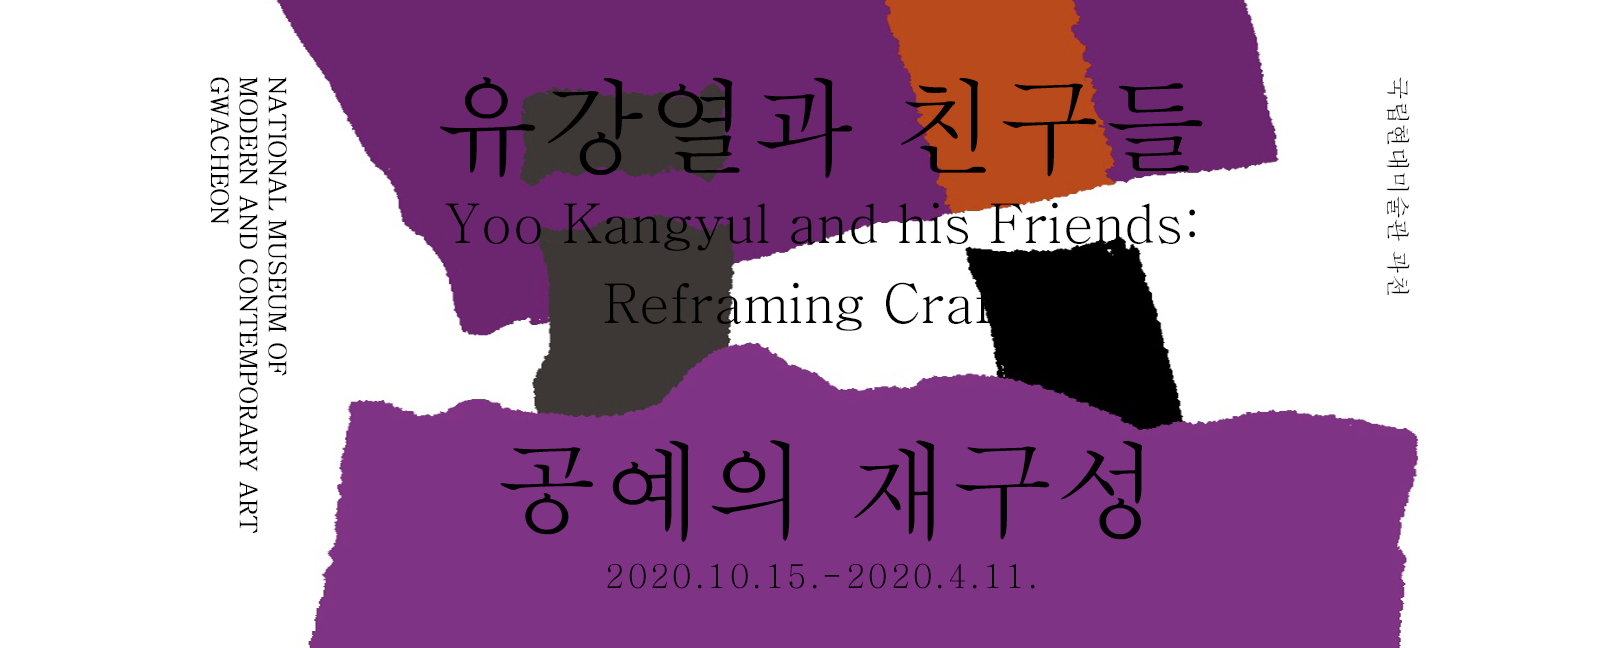 NATIONAL MUSEUM OF
MODERN AND CONTEMPORARY ART
GWACHEON
유강열과 친구들
Yoo Kangyul and his Friends:
Reframing
공예의 재구성
2020.10.15.-2020.4.11.
국립현대미술관 과천